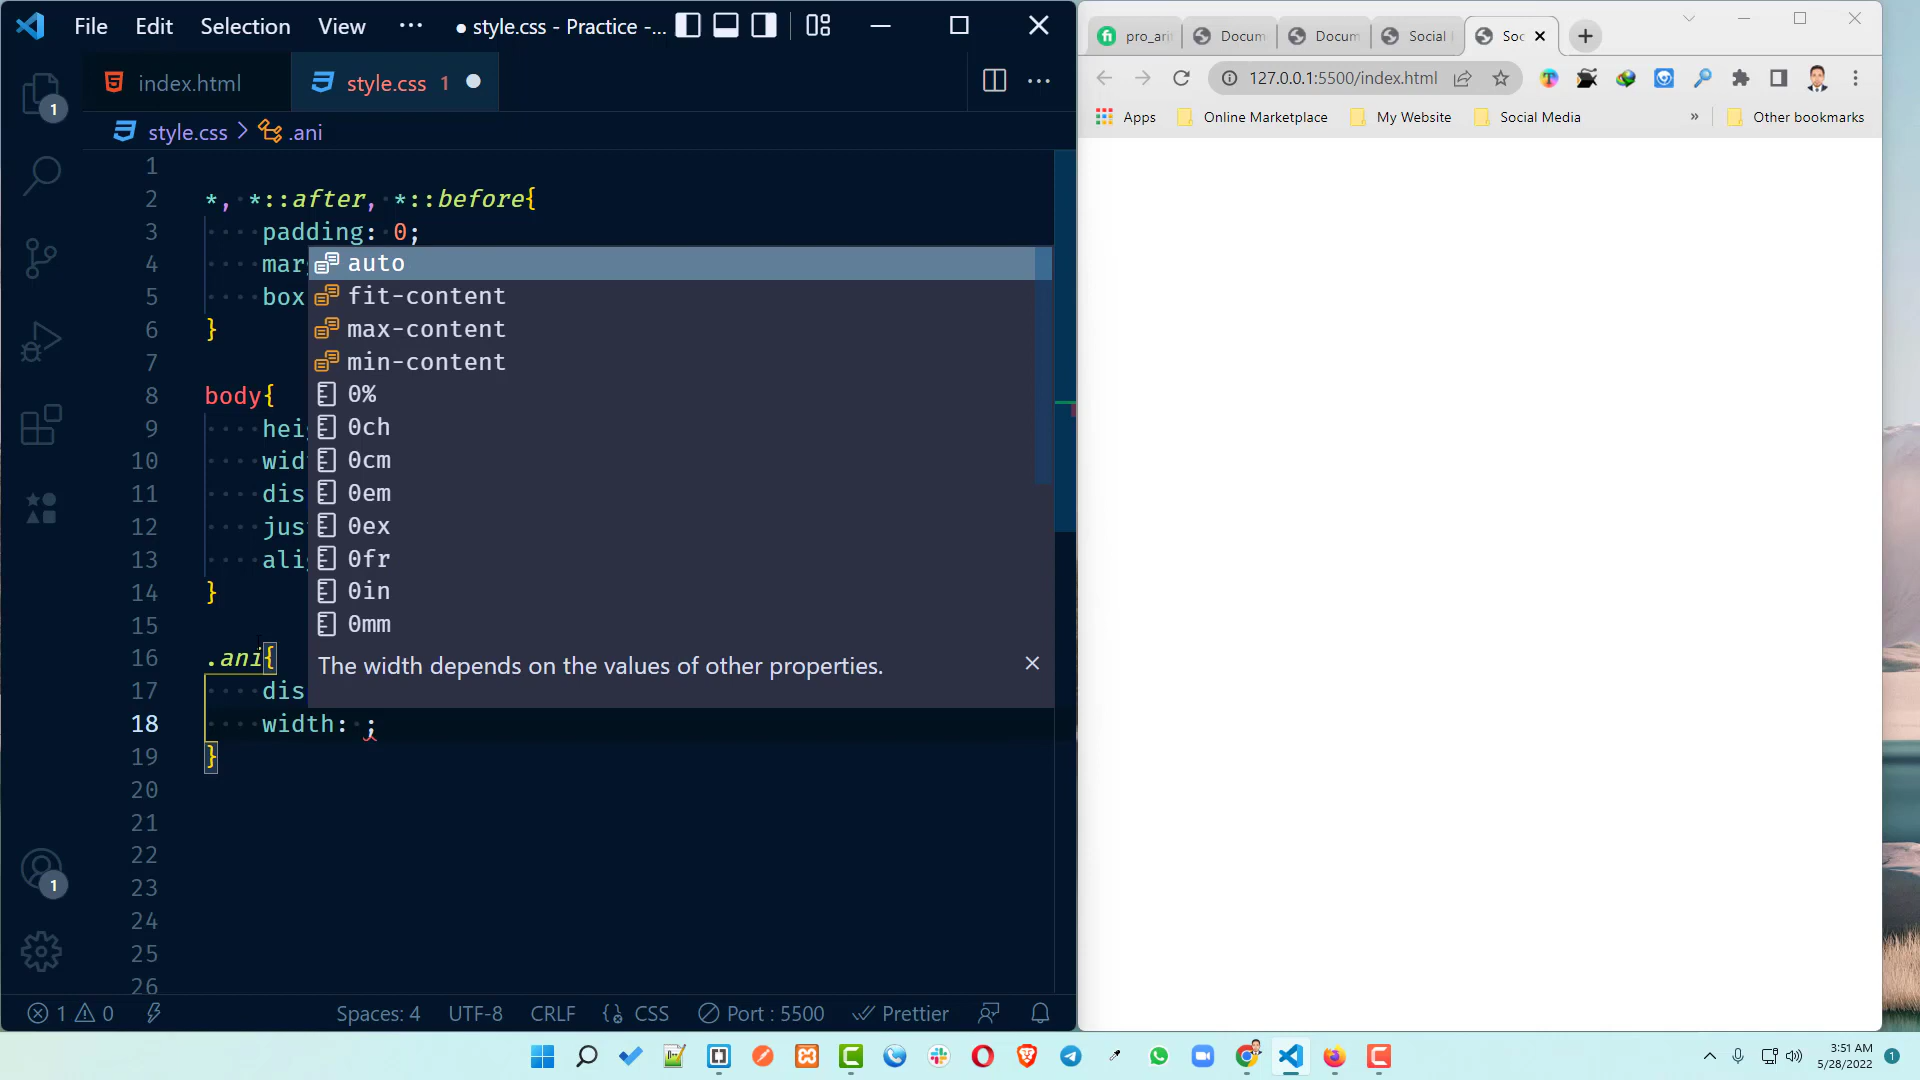 File Edit Selection View ··· ● style.css - Practice -...
index.html style.css 1 ●
style.css > .ani
1
2 *, *::after, *::before{
3 padding: 0;
4 mar
5 box
6 }
7
8 body{
9 hei
10 widt
11 dis
12 jus
13 ali
14 }
15
16 .ani{
17 dis
18 width: ;
19 }
20
21
22
23
24
25
26
auto
fit-content
max-content
min-content
0%
0ch
0cm
0em
0ex
0fr
0in
0mm
The width depends on the values of other properties.
1
1
1 0 Spaces: 4 UTF-8 CRLF CSS Port : 5500 Prettier
pro_ari Docum Docum Social Soc
127.0.0.1:5500/index.html
Apps Online Marketplace My Website Social Media » Other bookmarks
3:51 AM
5/28/2022
1